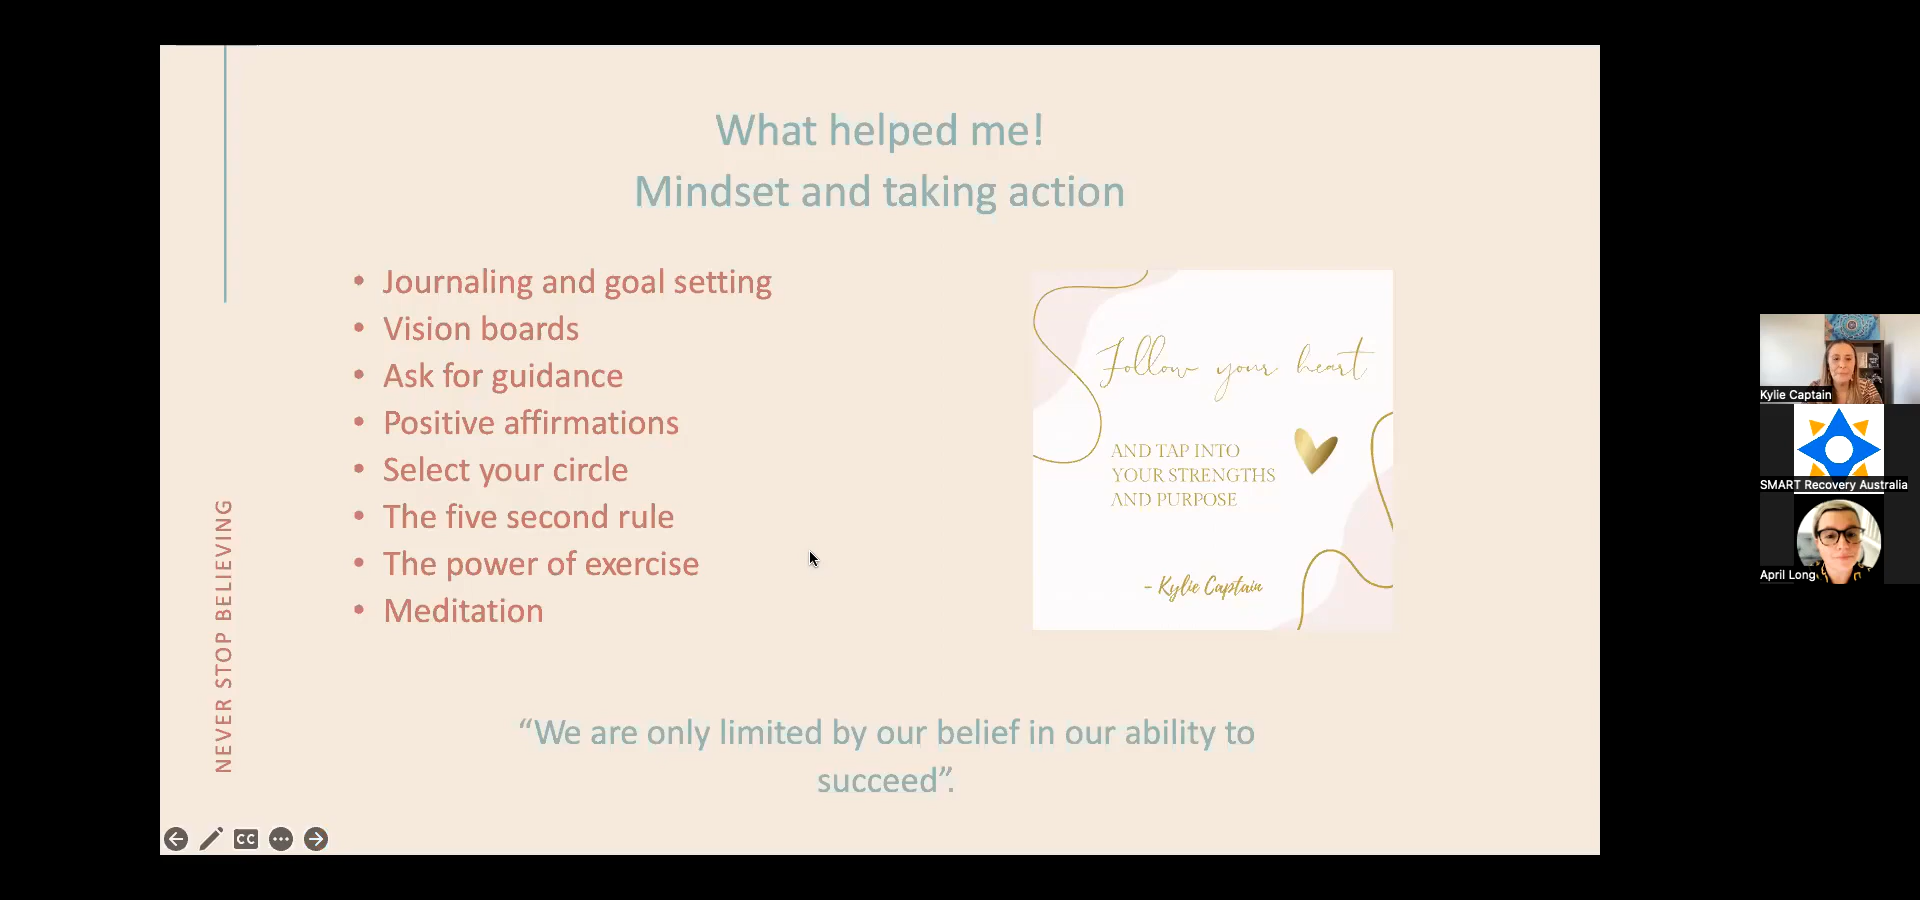 What helped me!
Mindset and taking action
• Journaling and goal setting
• Vision boards
• Ask for guidance
• Positive affirmations
• Select your circle
• The five second rule
• The power of exercise
• Meditation
Follow your heart
AND TAP INTO
YOUR STRENGTHS
AND PURPOSE
- Kylie Captain
“We are only limited by our belief in our ability to
succeed”.
NEVER STOP BELIEVING
CC
Kylie Captain
SMART Recovery Australia
April Long